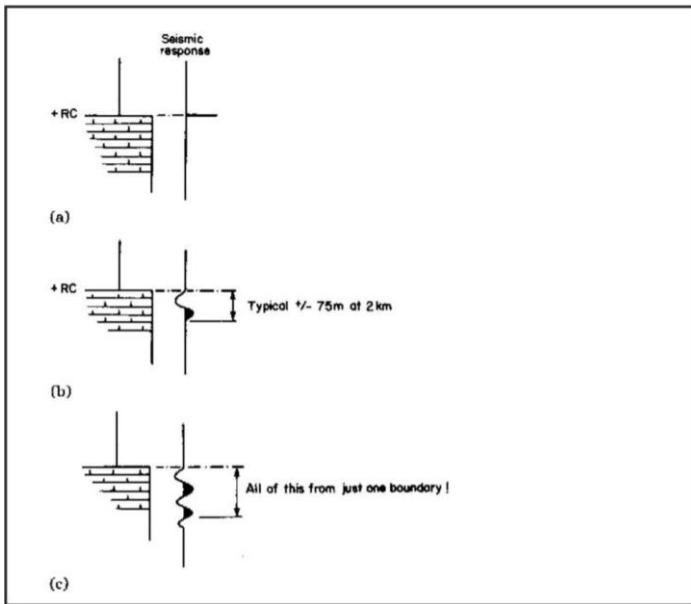 Seismic
response
+ RC
(a)
+ RC
Typical +/- 75m at 2km
(b)
All of this from just one boundary !
(c)